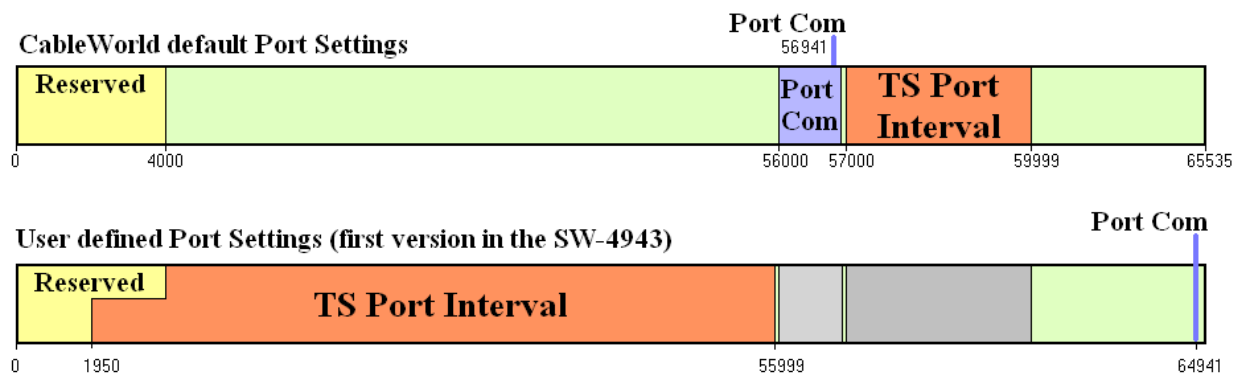 Port Com
CableWorld default Port Settings
56941
Reserved
Port
Com
TS Port
Interval
0
4000
56000
57000
59999
65535
User defined Port Settings (first version in the SW-4943)
Port Com
Reserved
TS Port Interval
0
1950
55999
64941